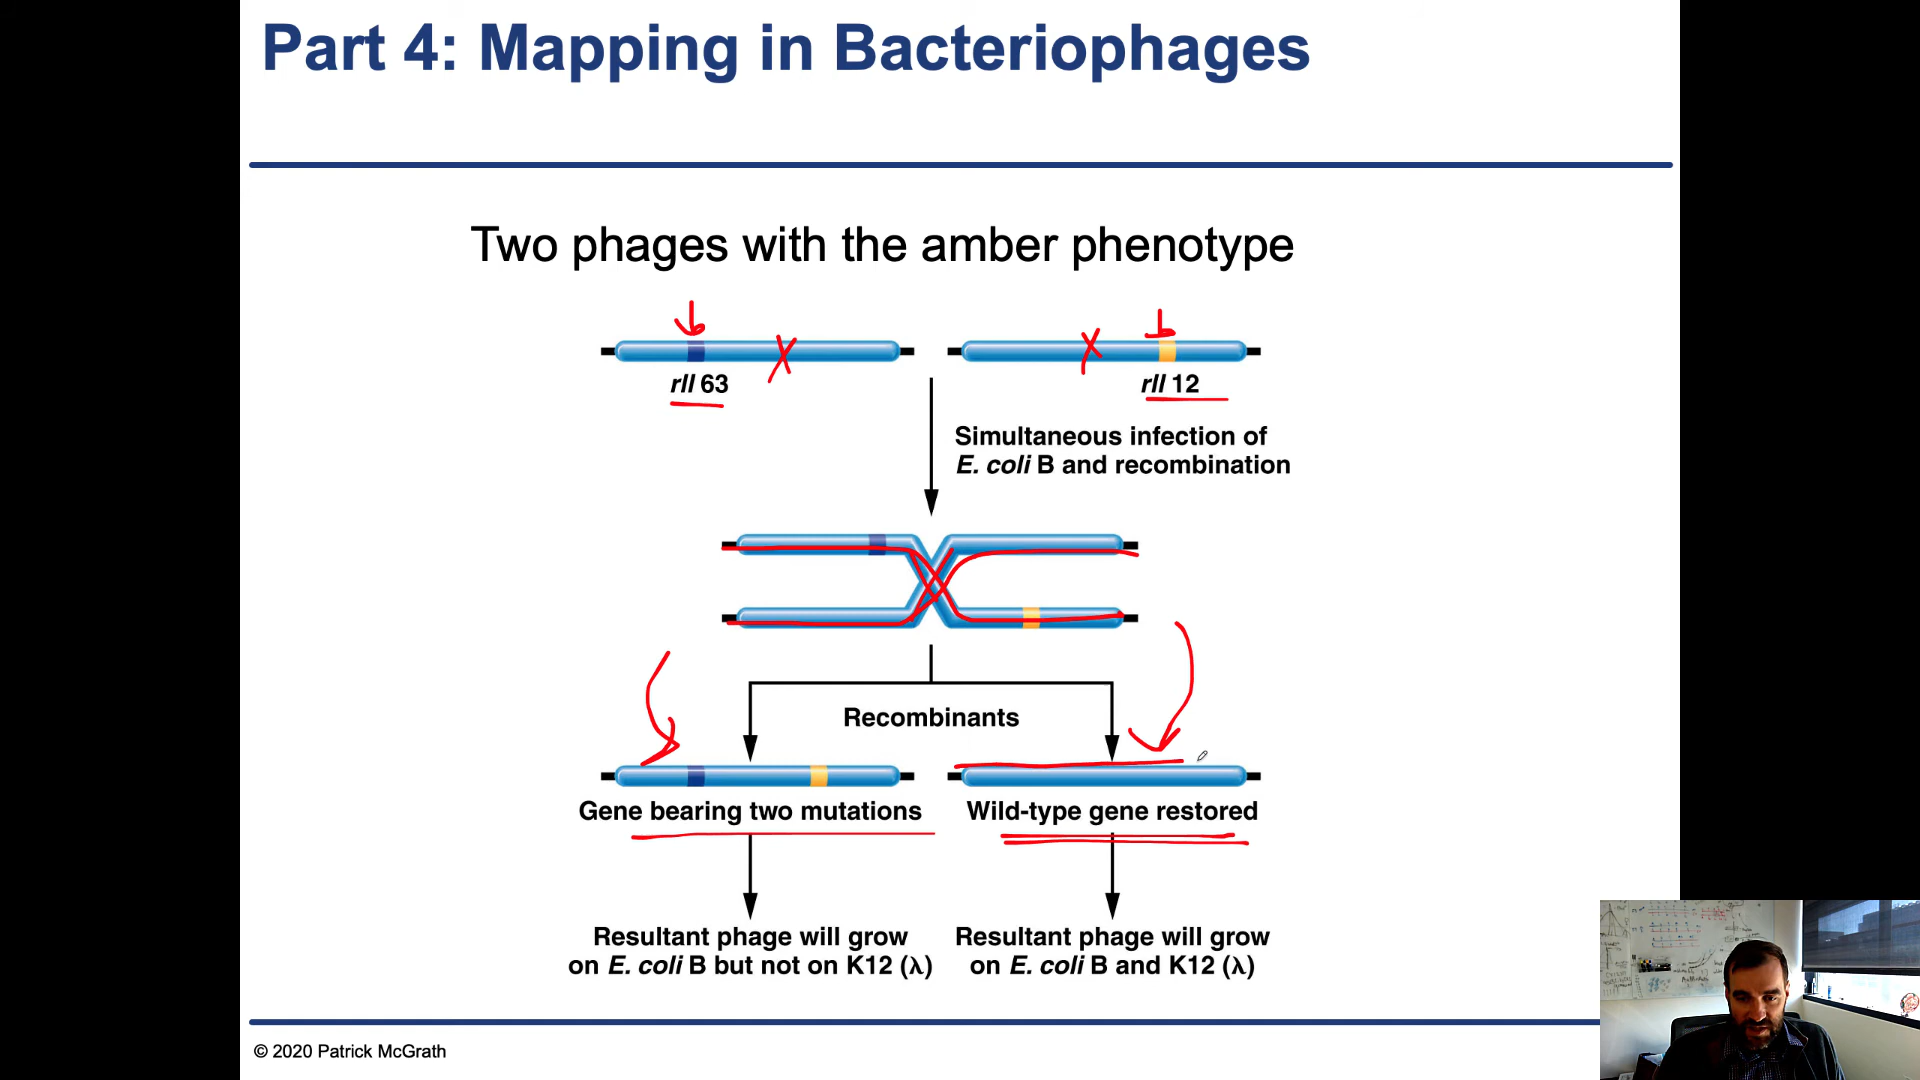 Part 4: Mapping in Bacteriophages
Two phages with the amber phenotype
rII 63
rII 12
Simultaneous infection of
E. coli B and recombination
Recombinants
Gene bearing two mutations
Wild-type gene restored
Resultant phage will grow
on E. coli B but not on K12 (λ)
Resultant phage will grow
on E. coli B and K12 (λ)
© 2020 Patrick McGrath